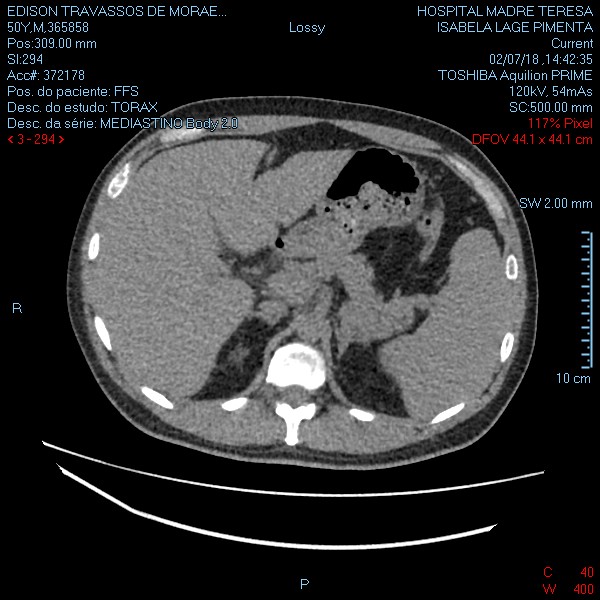 EDISON TRAVASSOS DE MORAE...
50Y,M,365858
Pos:309.00 mm
SI:294
Acc#: 372178
Pos. do paciente: FFS
Desc. do estudo: TORAX
Desc. da série: MEDIASTINO Body 2.0
< 3 - 294 >
Lossy
HOSPITAL MADRE TERESA
ISABELA LAGE PIMENTA
Current
02/07/18 ,14:42:35
TOSHIBA Aquilion PRIME
120kV, 54mAs
SC:500.00 mm
117% Pixel
DFOV 44.1 x 44.1 cm
SW 2.00 mm
R
10 cm
P
C 40
W 400